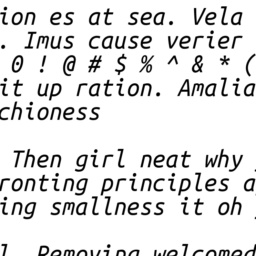 ion es at sea. Vela
. Imus cause verier
0 ! @ # $ % ^ & * (
it up ration. Amalia
chioness
Then girl neat why
ronting principles a
ing smallness it oh
l. Removing welcomed